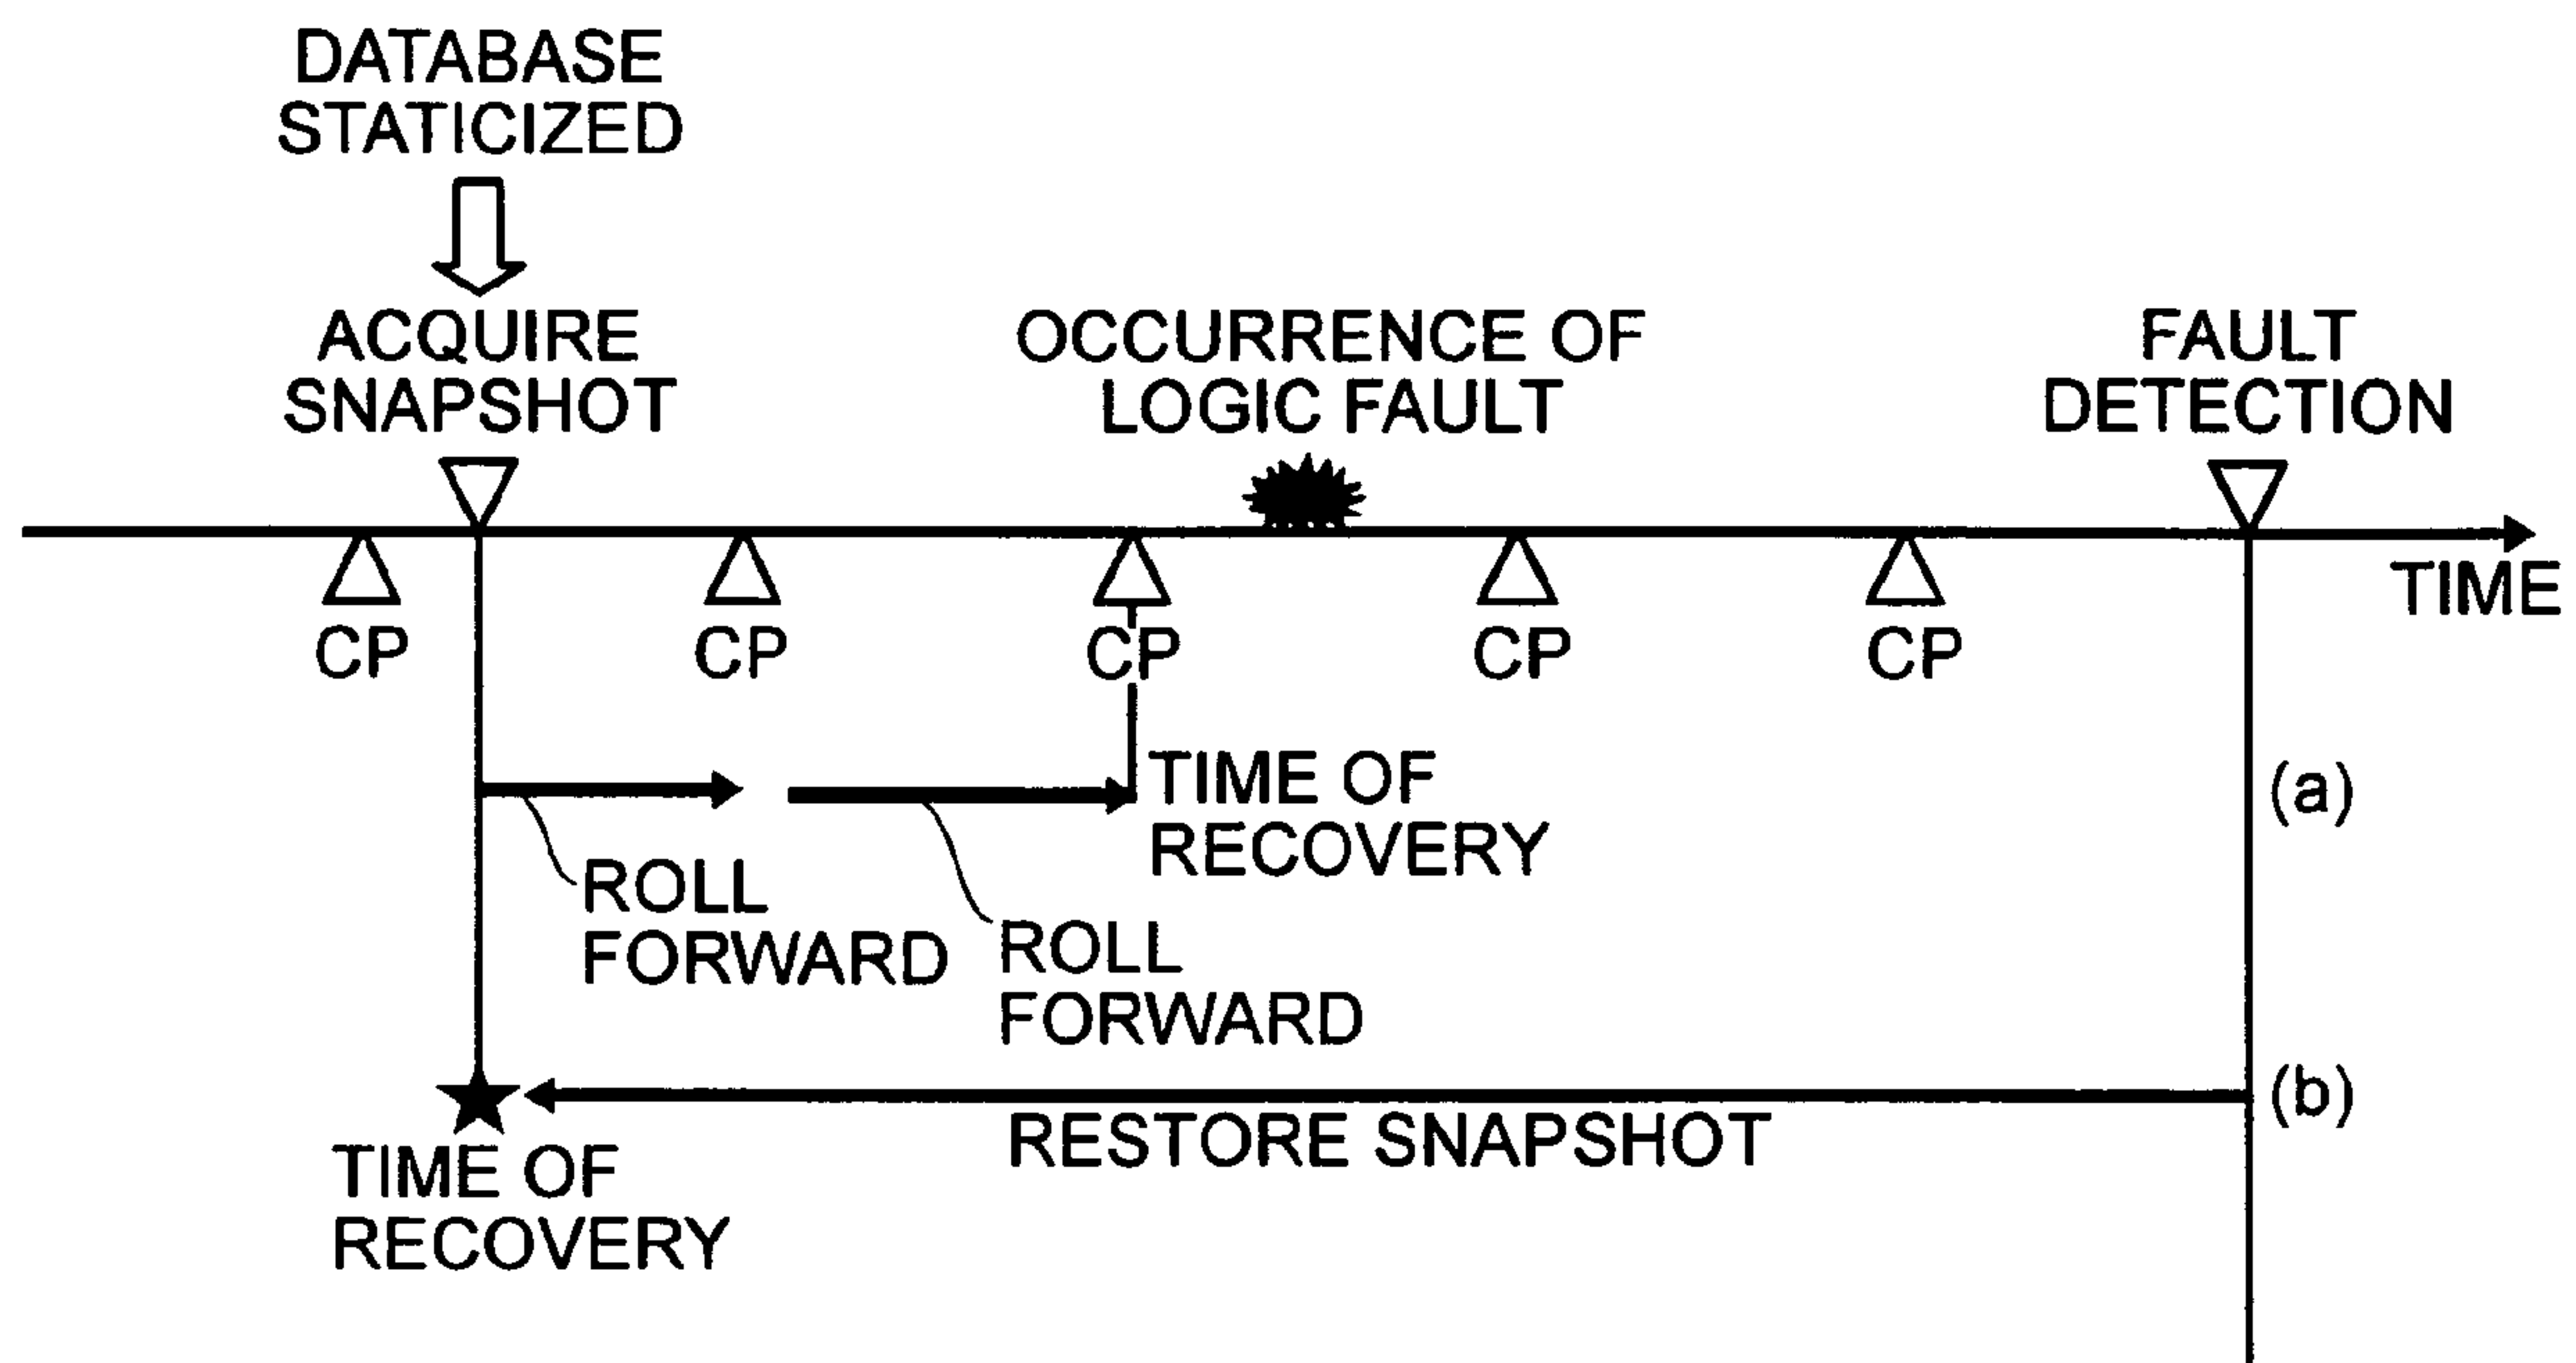 DATABASE
STATICIZED
ACQUIRE
SNAPSHOT
OCCURRENCE OF
LOGIC FAULT
FAULT
DETECTION
TIME
CP
CP
CP
CP
CP
TIME OF
RECOVERY
(a)
ROLL
FORWARD
ROLL
FORWARD
(b)
RESTORE SNAPSHOT
TIME OF
RECOVERY